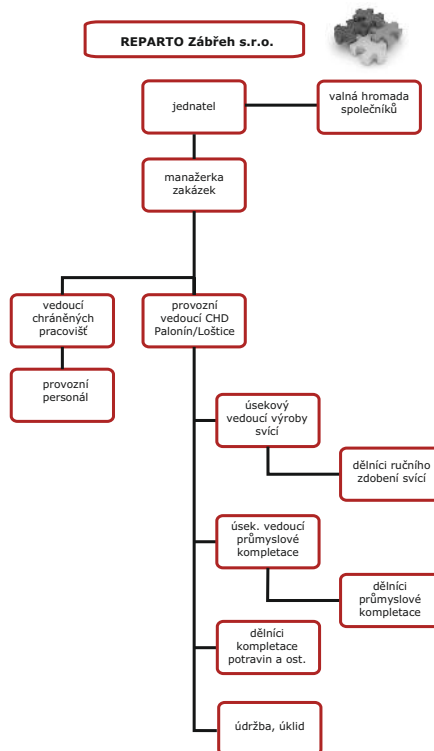 REPARTO Zábřeh s.r.o.
jednatel
valná hromada
společníků
manažerka
zakázek
vedoucí
chráněných
pracovišť
provozní
vedoucí CHD
Palonín/Loštice
provozní
personál
úsekový
vedoucí výroby
svící
dělníci ručního
zdobení svící
úsek. vedoucí
průmyslové
kompletace
dělníci
průmyslové
kompletace
dělníci
kompletace
potravin a ost.
údržba, úklid